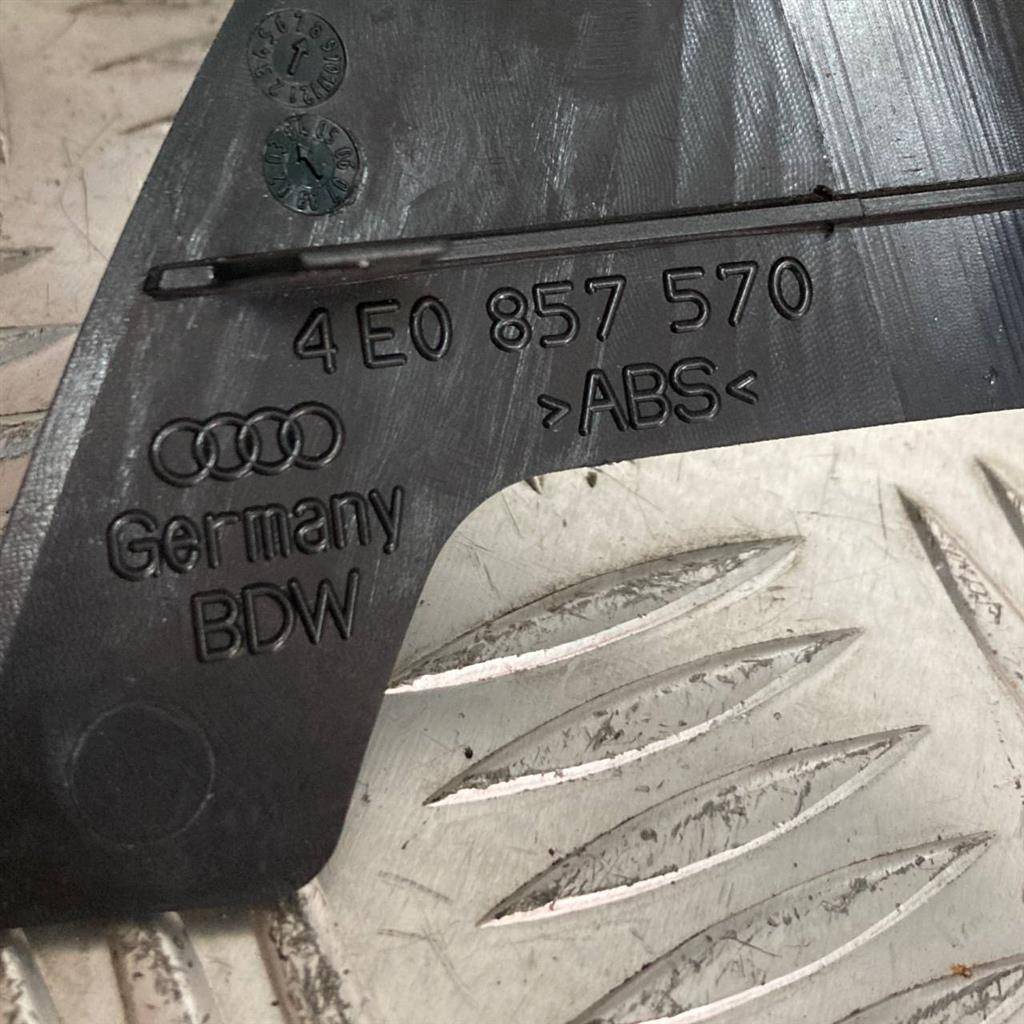 4E0 857 570
>ABS<
Germany
BDW